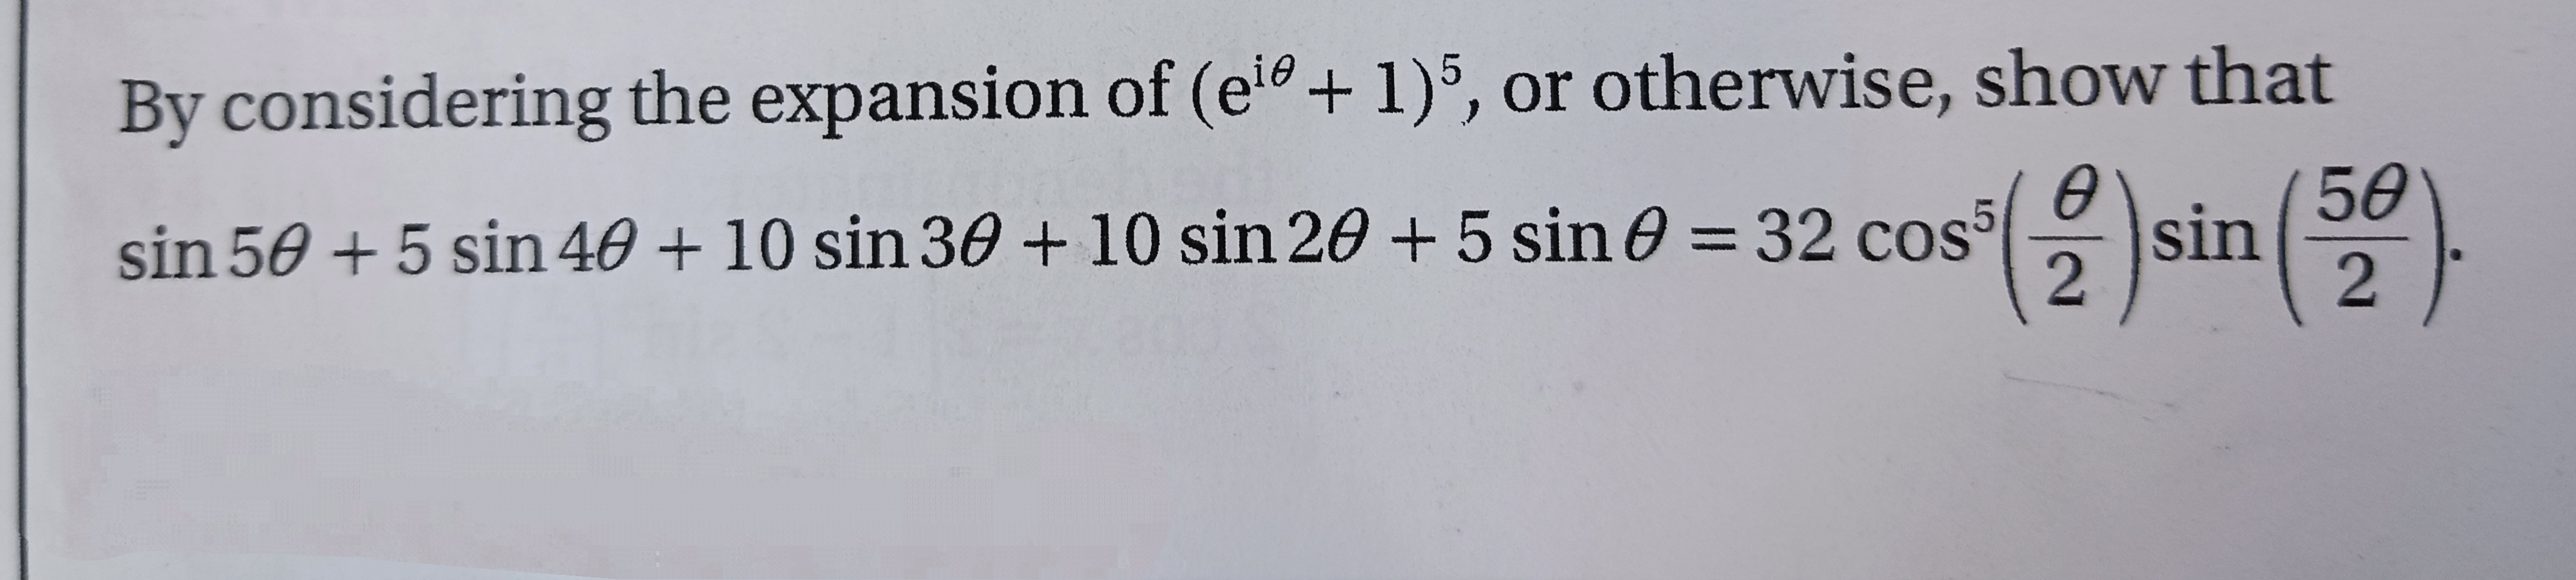 By considering the expansion of (e^{iθ} + 1)^5, or otherwise, show that
sin 5θ + 5 sin 4θ + 10 sin 3θ + 10 sin 2θ + 5 sin θ = 32 cos^5(θ/2) sin(5θ/2).